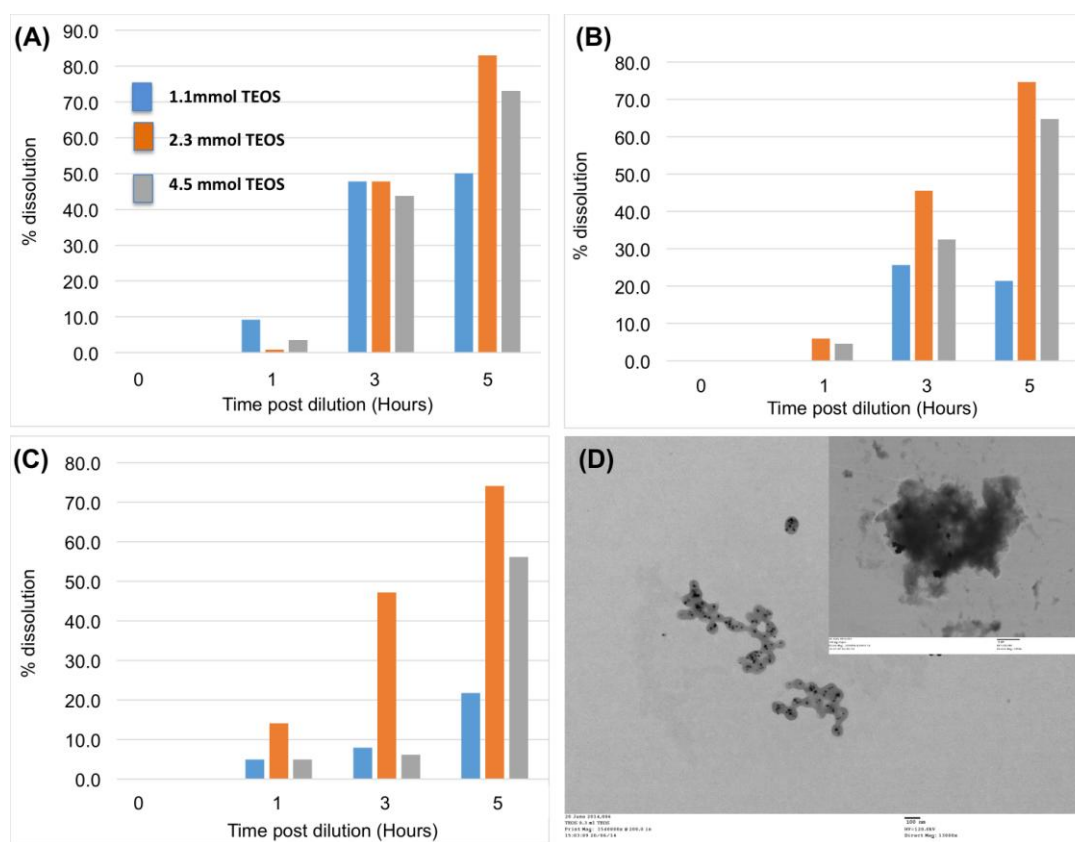 (A)
90.0
80.0
70.0
60.0
50.0
40.0
30.0
20.0
10.0
0.0
% dissolution
1.1mmol TEOS
2.3 mmol TEOS
4.5 mmol TEOS
0 1 3 5
Time post dilution (Hours)
(B)
80.0
70.0
60.0
50.0
40.0
30.0
20.0
10.0
0.0
% dissolution
0 1 3 5
Time post dilution (Hours)
(C)
80.0
70.0
60.0
50.0
40.0
30.0
20.0
10.0
0.0
% dissolution
0 1 3 5
Time post dilution (Hours)
(D)
100 nm